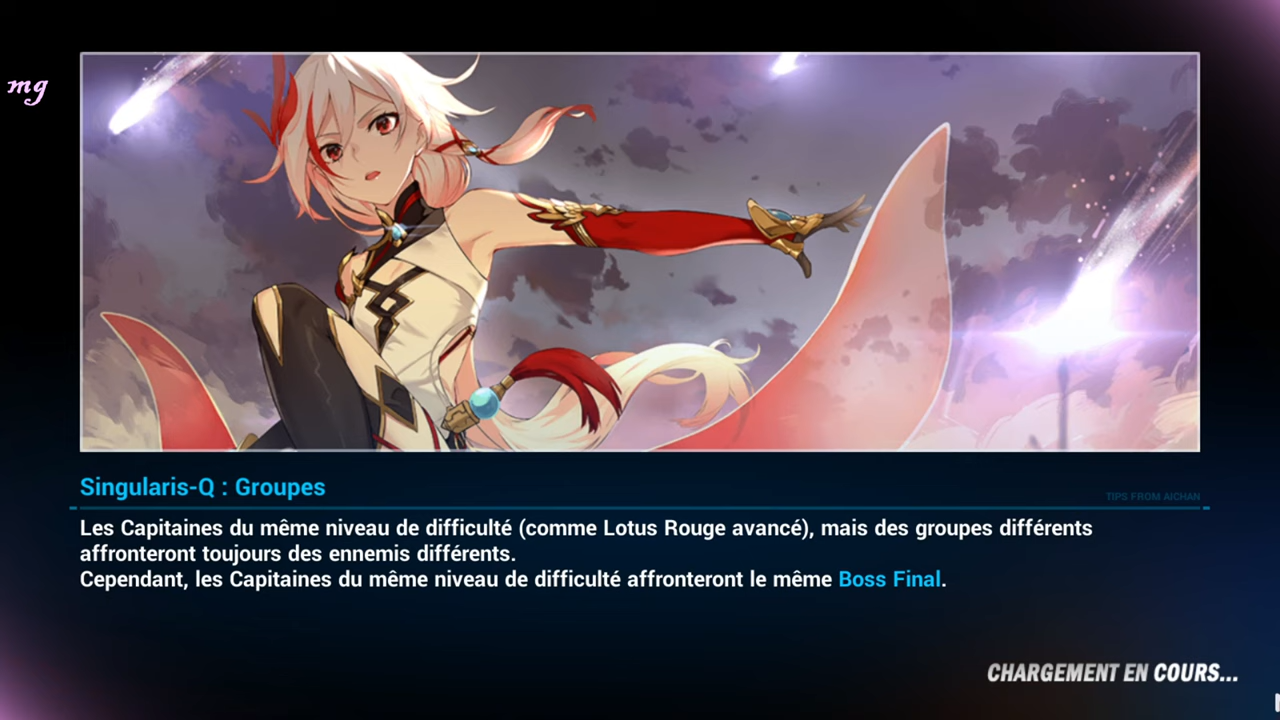 mg
Singularis-Q : Groupes
TIPS FROM AICHAN
Les Capitaines du même niveau de difficulté (comme Lotus Rouge avancé), mais des groupes différents
affronteront toujours des ennemis différents.
Cependant, les Capitaines du même niveau de difficulté affronteront le même Boss Final.
CHARGEMENT EN COURS...